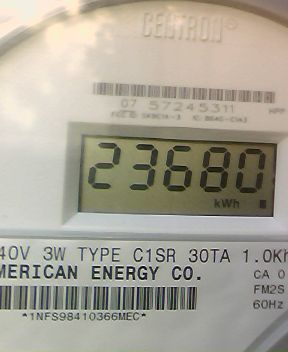 CENTRON®
07 57245311
23680
kWh
40V 3W TYPE C1SR 30TA 1.0Kh
MERICAN ENERGY CO.
CA 0
FM2S
60Hz
*1NFS98410366MEC*